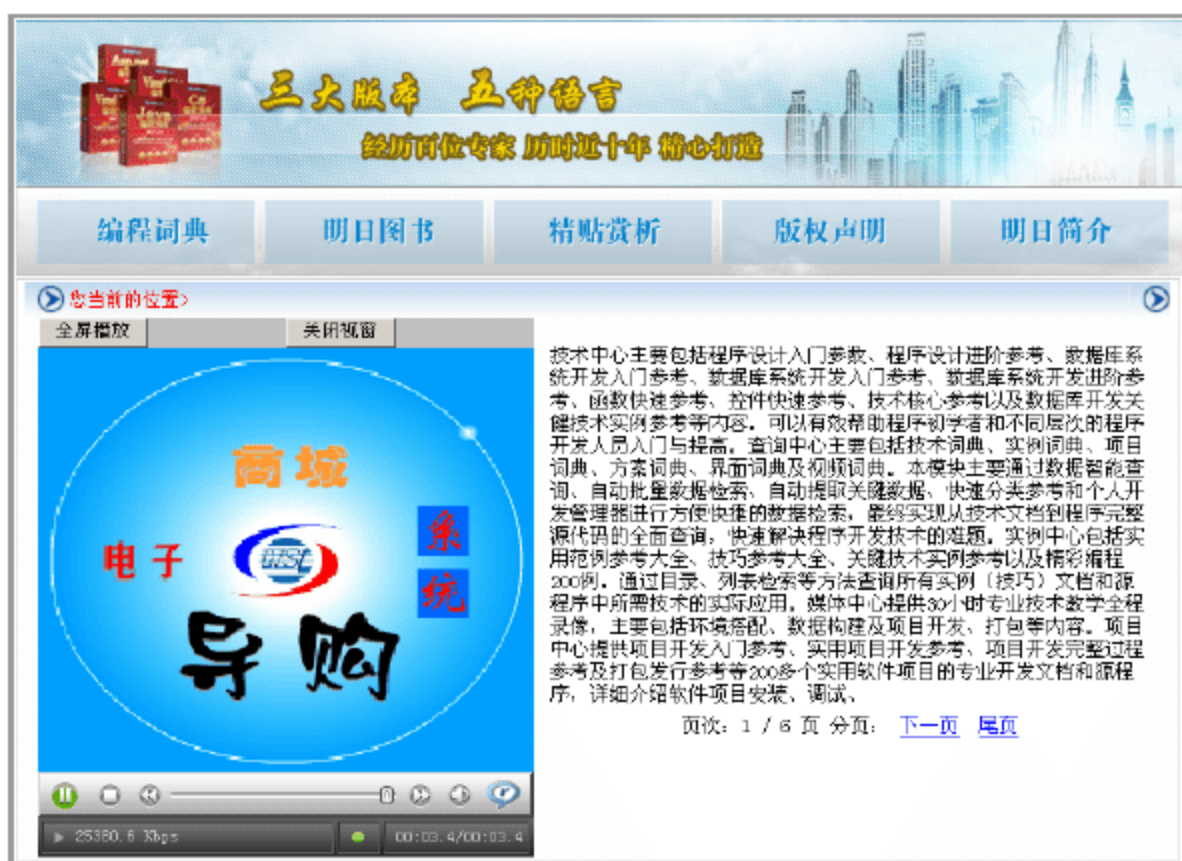 三大版本 五种语言
经历百位专家 历时近十年 精心打造
编程词典 明日图书 精贴赏析 版权声明 明日简介
您当前的位置>
全屏播放 关闭视窗
商城
电子
系统
导购
技术中心主要包括程序设计入门参数、程序设计进阶参考、数据库系
统开发入门参考、数据库系统开发入门参考、数据库系统开发进阶参
考、函数快速参考、控件快速参考、技术核心参考以及数据库开发关
键技术实例参考等内容。可以有效帮助程序初学者和不同层次的程序
开发人员入门与提高。查询中心主要包括技术词典、实例词典、项目
词典、方案词典、界面词典及视频词典。本模块主要通过数据智能查
询、自动批量数据检索、自动提取关键数据、快速分类参考和个人开
发管理器进行方便快捷的数据检索，最终实现从技术文档到程序完整
源代码的全面查询，快速解决程序开发技术的难题。实例中心包括实
用范例参考大全、技巧参考大全、关键技术实例参考以及精彩编程
200例。通过目录、列表检索等方法查询所有实例（技巧）文档和源
程序中所需技术的实际应用。媒体中心提供30小时专业技术教学全程
录像，主要包括环境搭配、数据构建及项目开发、打包等内容。项目
中心提供项目开发入门参考、实用项目开发参考、项目开发完整过程
参考及打包发行参考等200多个实用软件项目的专业开发文档和源程
序，详细介绍软件项目安装、调试、
页次：1 / 6 页 分页： 下一页 尾页
25380.6 Kbps 00:03.4/00:03.4